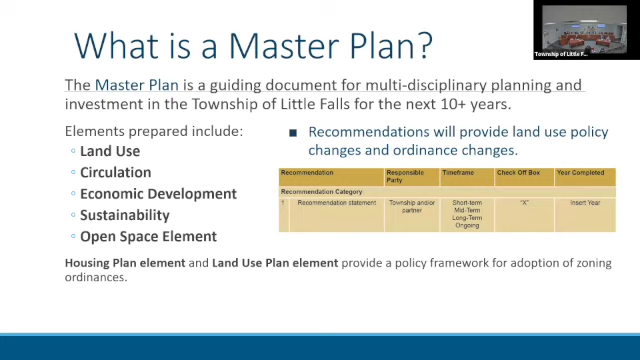 What is a Master Plan?
Township of Little F...
The Master Plan is a guiding document for multi-disciplinary planning and
investment in the Township of Little Falls for the next 10+ years.
Elements prepared include:
Land Use
Circulation
Economic Development
Sustainability
Open Space Element
Recommendations will provide land use policy
changes and ordinance changes.
Recommendation Responsible Party Timeframe Check Off Box Year Completed
Recommendation Category
1 Recommendation statement Township and/or partner Short-term Mid-Term Long-Term Ongoing "X" Insert Year
Housing Plan element and Land Use Plan element provide a policy framework for adoption of zoning
ordinances.